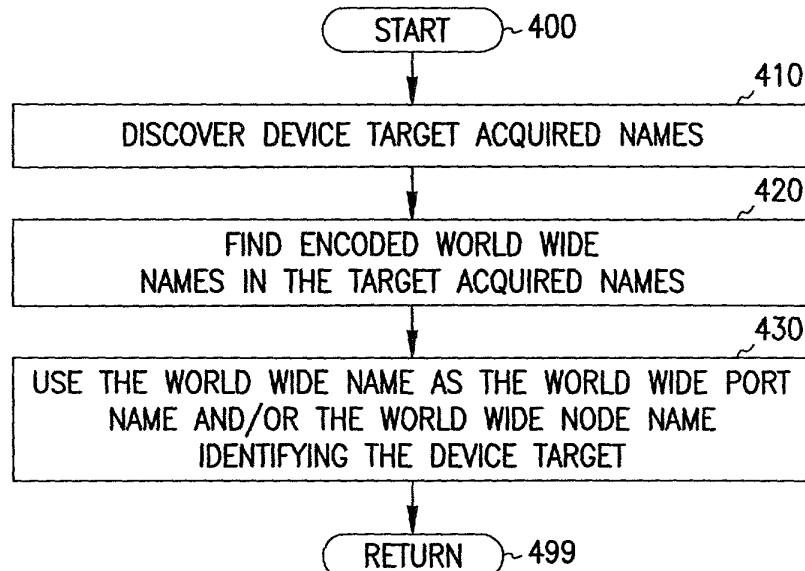 START 400
410
DISCOVER DEVICE TARGET ACQUIRED NAMES
420
FIND ENCODED WORLD WIDE
NAMES IN THE TARGET ACQUIRED NAMES
430
USE THE WORLD WIDE NAME AS THE WORLD WIDE PORT
NAME AND/OR THE WORLD WIDE NODE NAME
IDENTIFYING THE DEVICE TARGET
RETURN 499